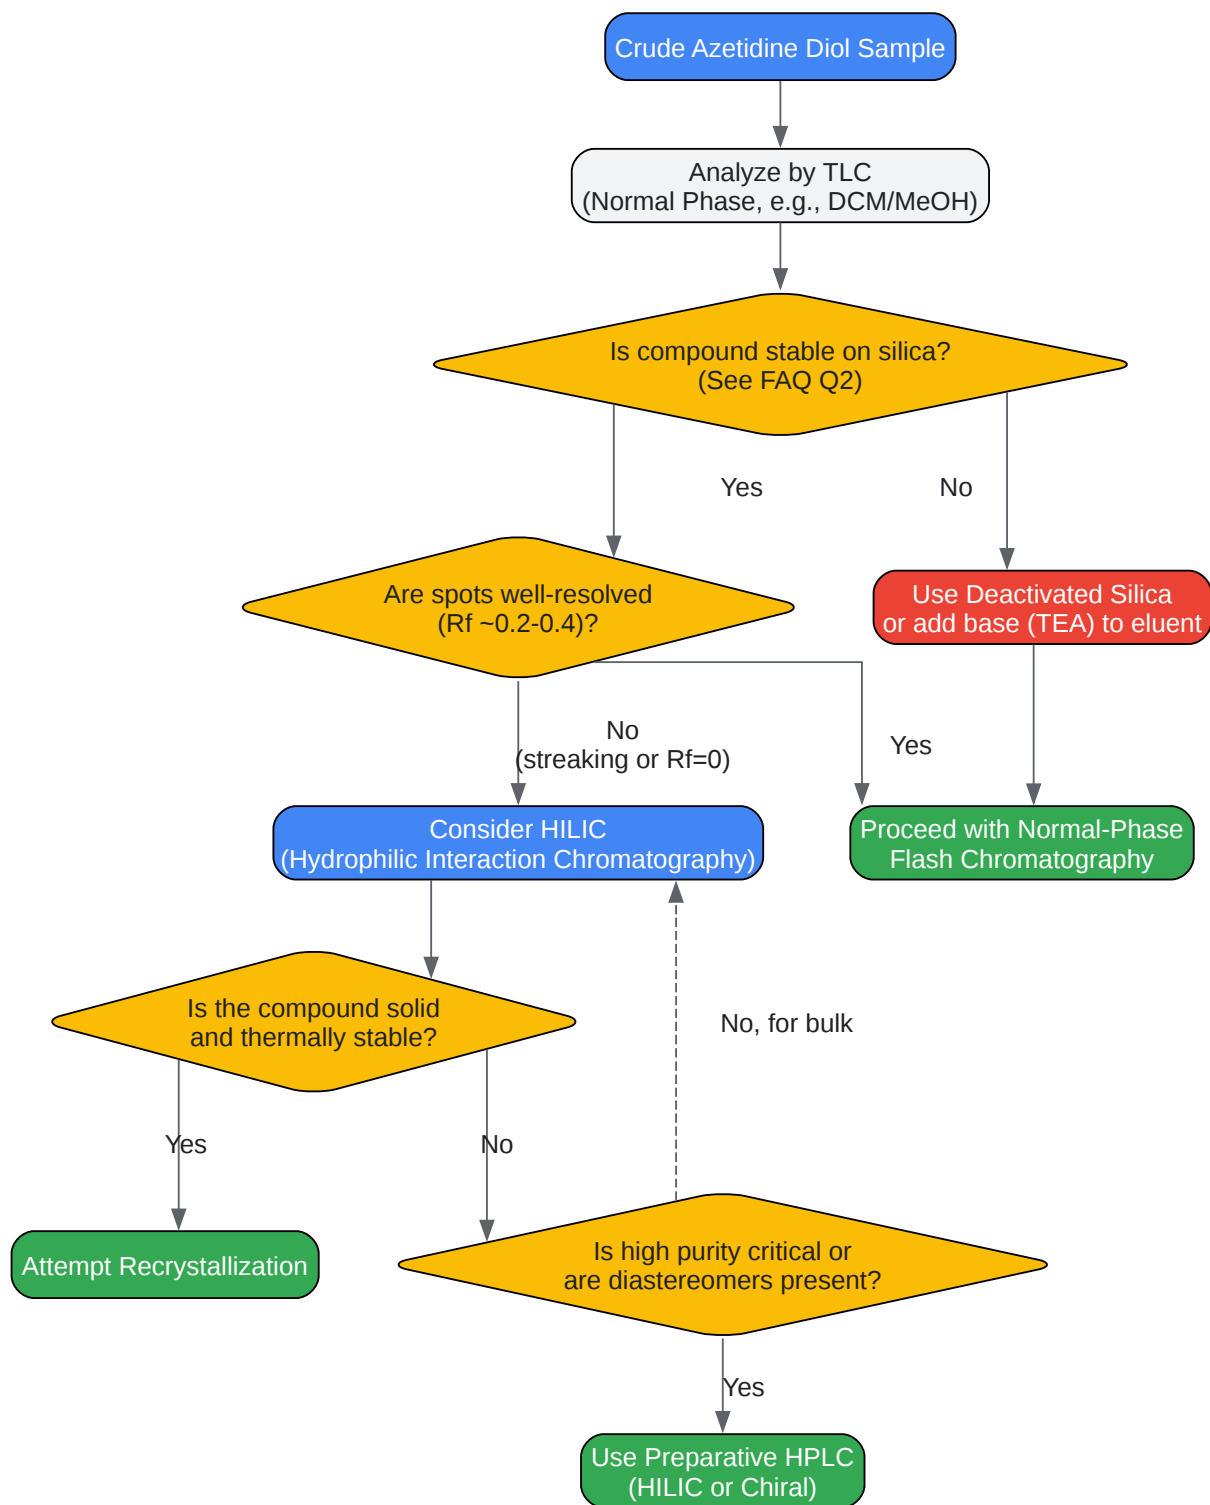 Crude Azetidine Diol Sample
Analyze by TLC
(Normal Phase, e.g., DCM/MeOH)
Is compound stable on silica?
(See FAQ Q2)
Yes
No
Are spots well-resolved
(Rf ~0.2-0.4)?
Use Deactivated Silica
or add base (TEA) to eluent
No
(streaking or Rf=0)
Yes
Consider HILIC
(Hydrophilic Interaction Chromatography)
Proceed with Normal-Phase
Flash Chromatography
Is the compound solid
and thermally stable?
No, for bulk
Yes
No
Attempt Recrystallization
Is high purity critical or
are diastereomers present?
Yes
Use Preparative HPLC
(HILIC or Chiral)